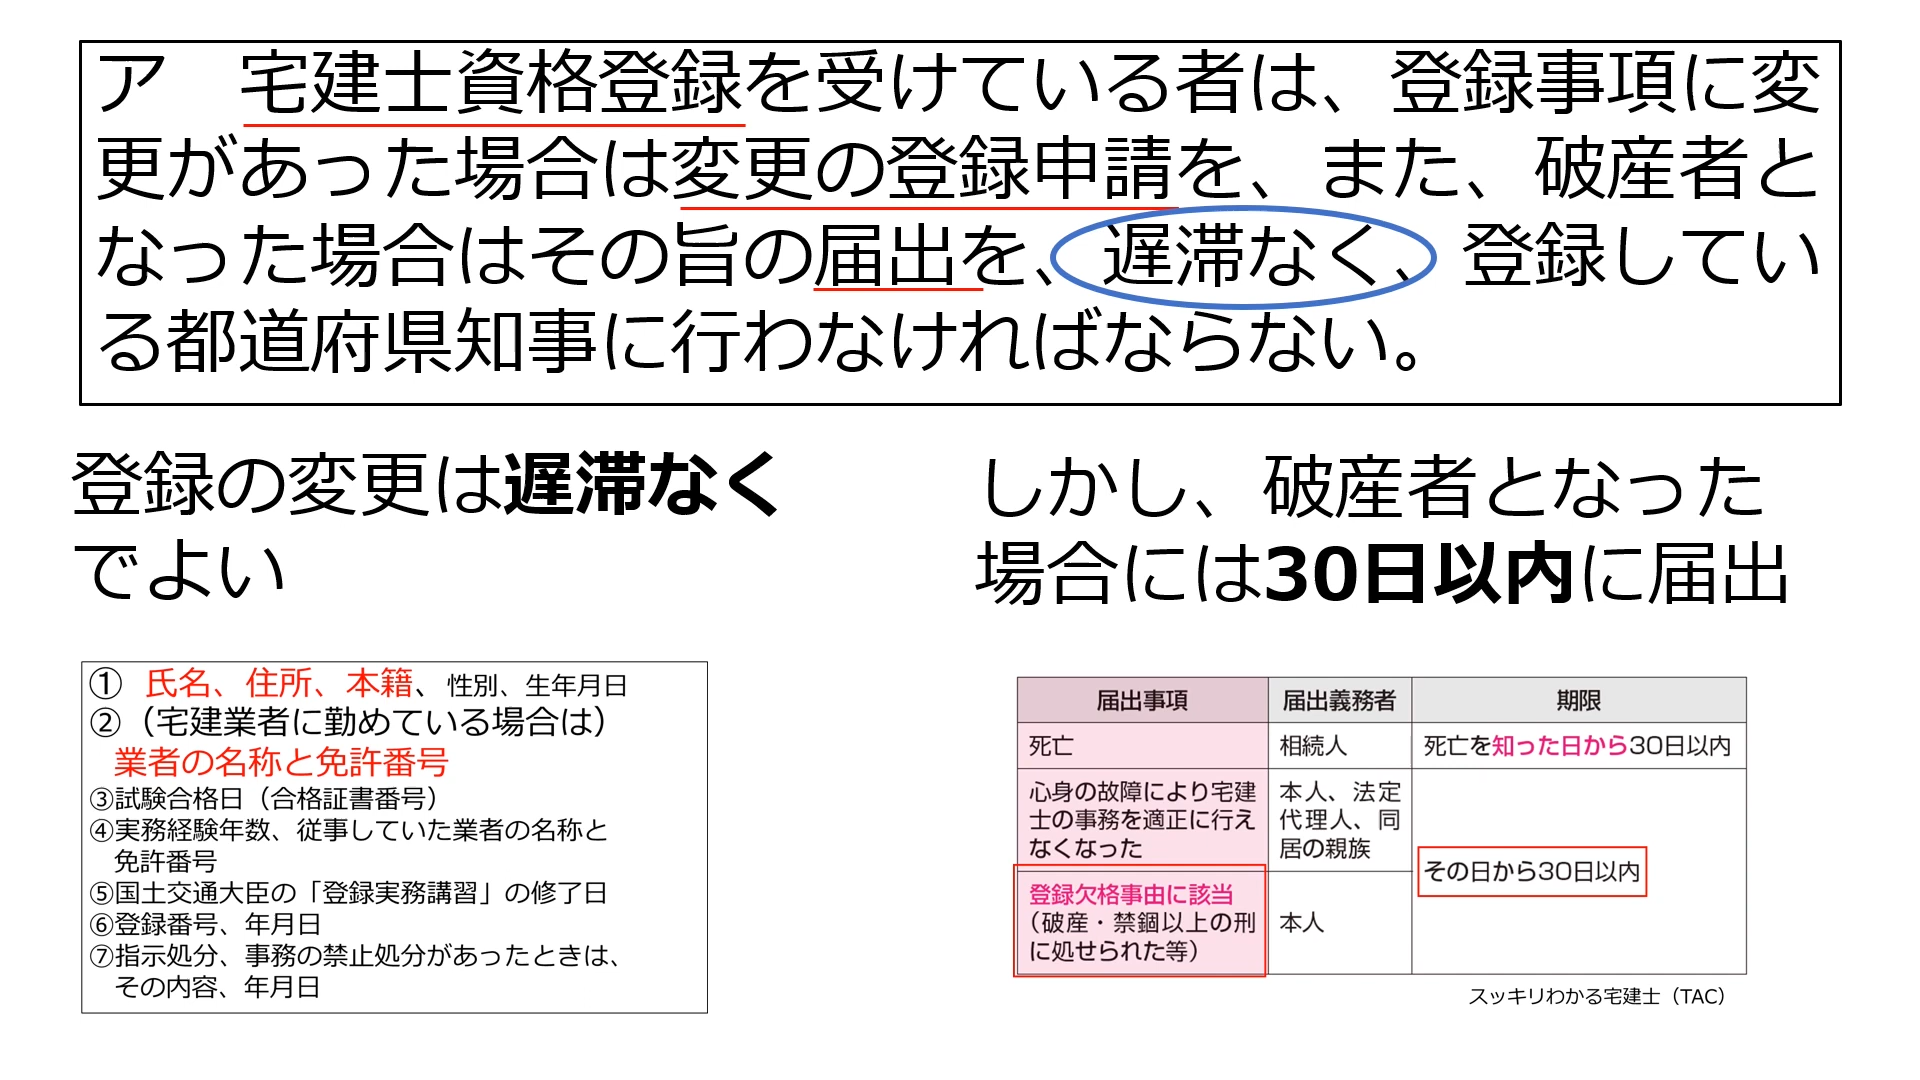 ア　宅建士資格登録を受けている者は、登録事項に変
更があった場合は変更の登録申請を、また、破産者と
なった場合はその旨の届出を、遅滞なく、登録してい
る都道府県知事に行わなければならない。
登録の変更は遅滞なく
でよい
しかし、破産者となった
場合には30日以内に届出
①　氏名、住所、本籍、性別、生年月日
②（宅建業者に勤めている場合は）
業者の名称と免許番号
③試験合格日（合格証書番号）
④実務経験年数、従事していた業者の名称と
免許番号
⑤国土交通大臣の「登録実務講習」の修了日
⑥登録番号、年月日
⑦指示処分、事務の禁止処分があったときは、
その内容、年月日
届出事項　届出義務者　期限
死亡　相続人　死亡を知った日から30日以内
心身の故障により宅建
士の事務を適正に行え
なくなった
本人、法定
代理人、同
居の親族
その日から30日以内
登録欠格事由に該当
（破産・禁錮以上の刑
に処せられた等）
本人
スッキリわかる宅建士（TAC）